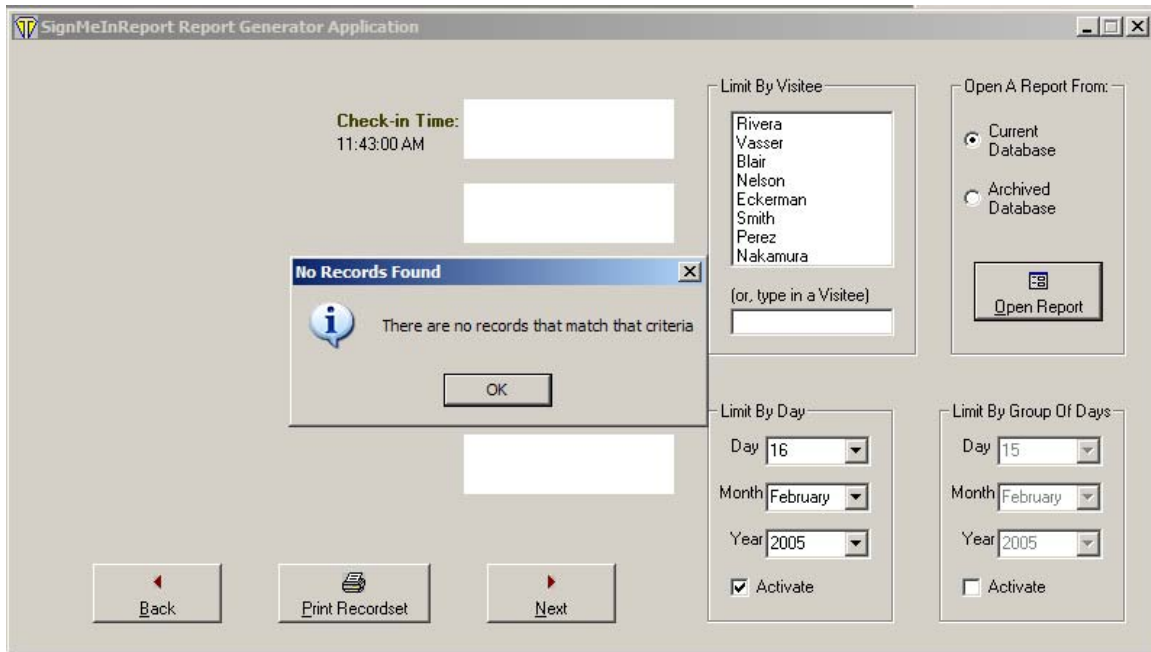 SignMeInReport Report Generator Application
Check-in Time:
11:43:00 AM
Limit By Visitee
Rivera
Vasser
Blair
Nelson
Eckerman
Smith
Perez
Nakamura
(or, type in a Visitee)
Open A Report From:
Current
Database
Archived
Database
Open Report
No Records Found
There are no records that match that criteria
OK
Limit By Day
Day 16
Month February
Year 2005
Activate
Limit By Group Of Days
Day 15
Month February
Year 2005
Activate
Back
Print Recordset
Next